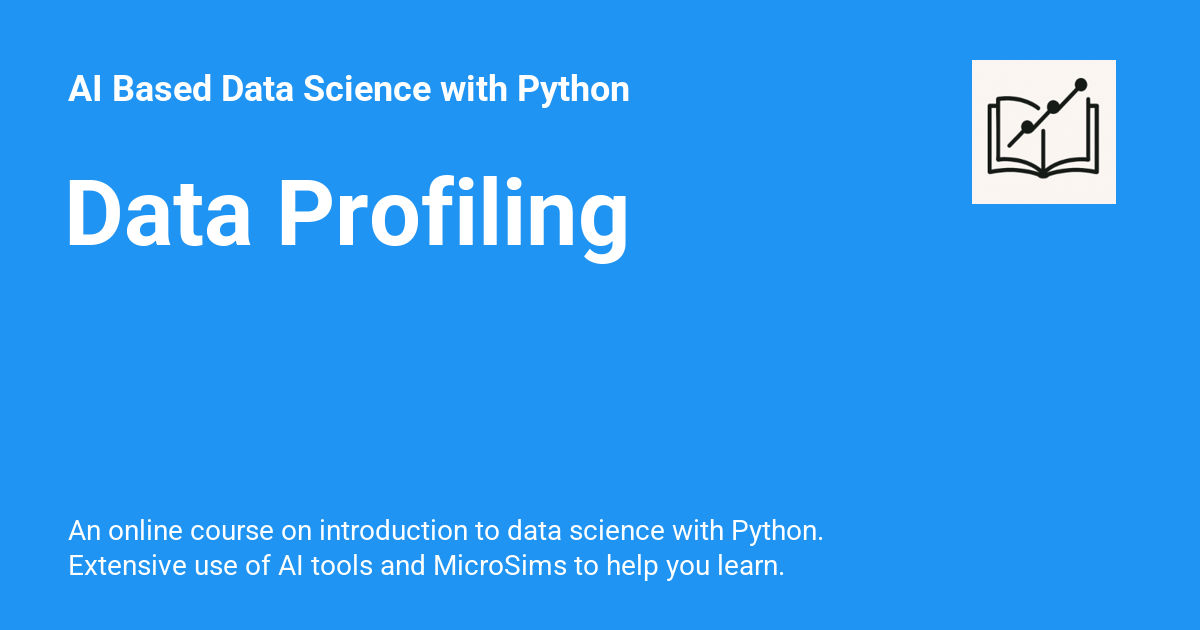 AI Based Data Science with Python
Data Profiling
An online course on introduction to data science with Python.
Extensive use of AI tools and MicroSims to help you learn.